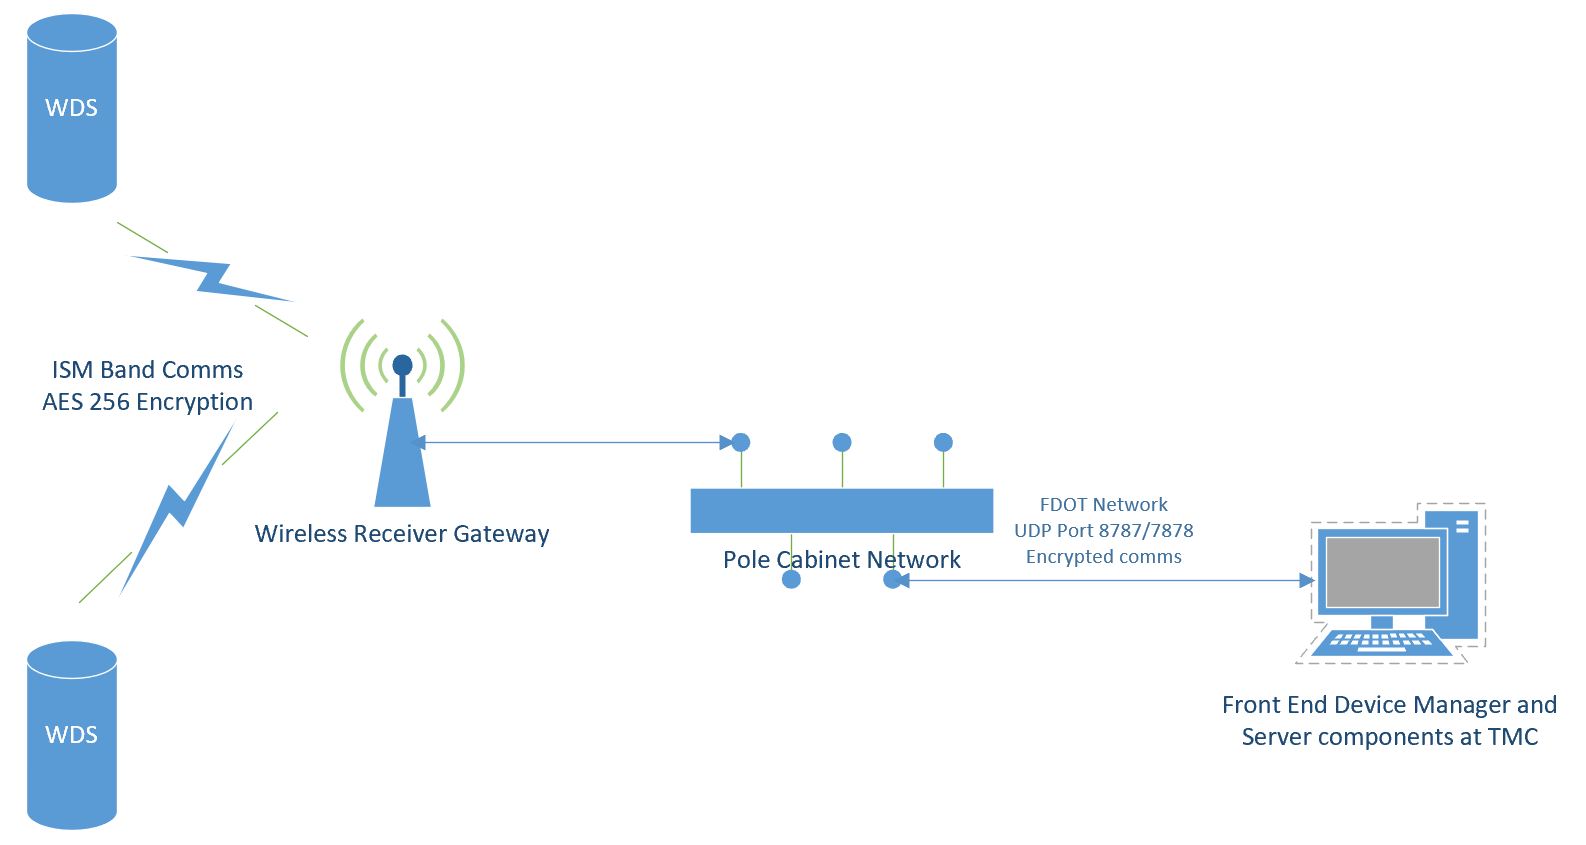 WDS
ISM Band Comms
AES 256 Encryption
Wireless Receiver Gateway
Pole Cabinet Network
FDOT Network
UDP Port 8787/7878
Encrypted comms
Front End Device Manager and
Server components at TMC
WDS